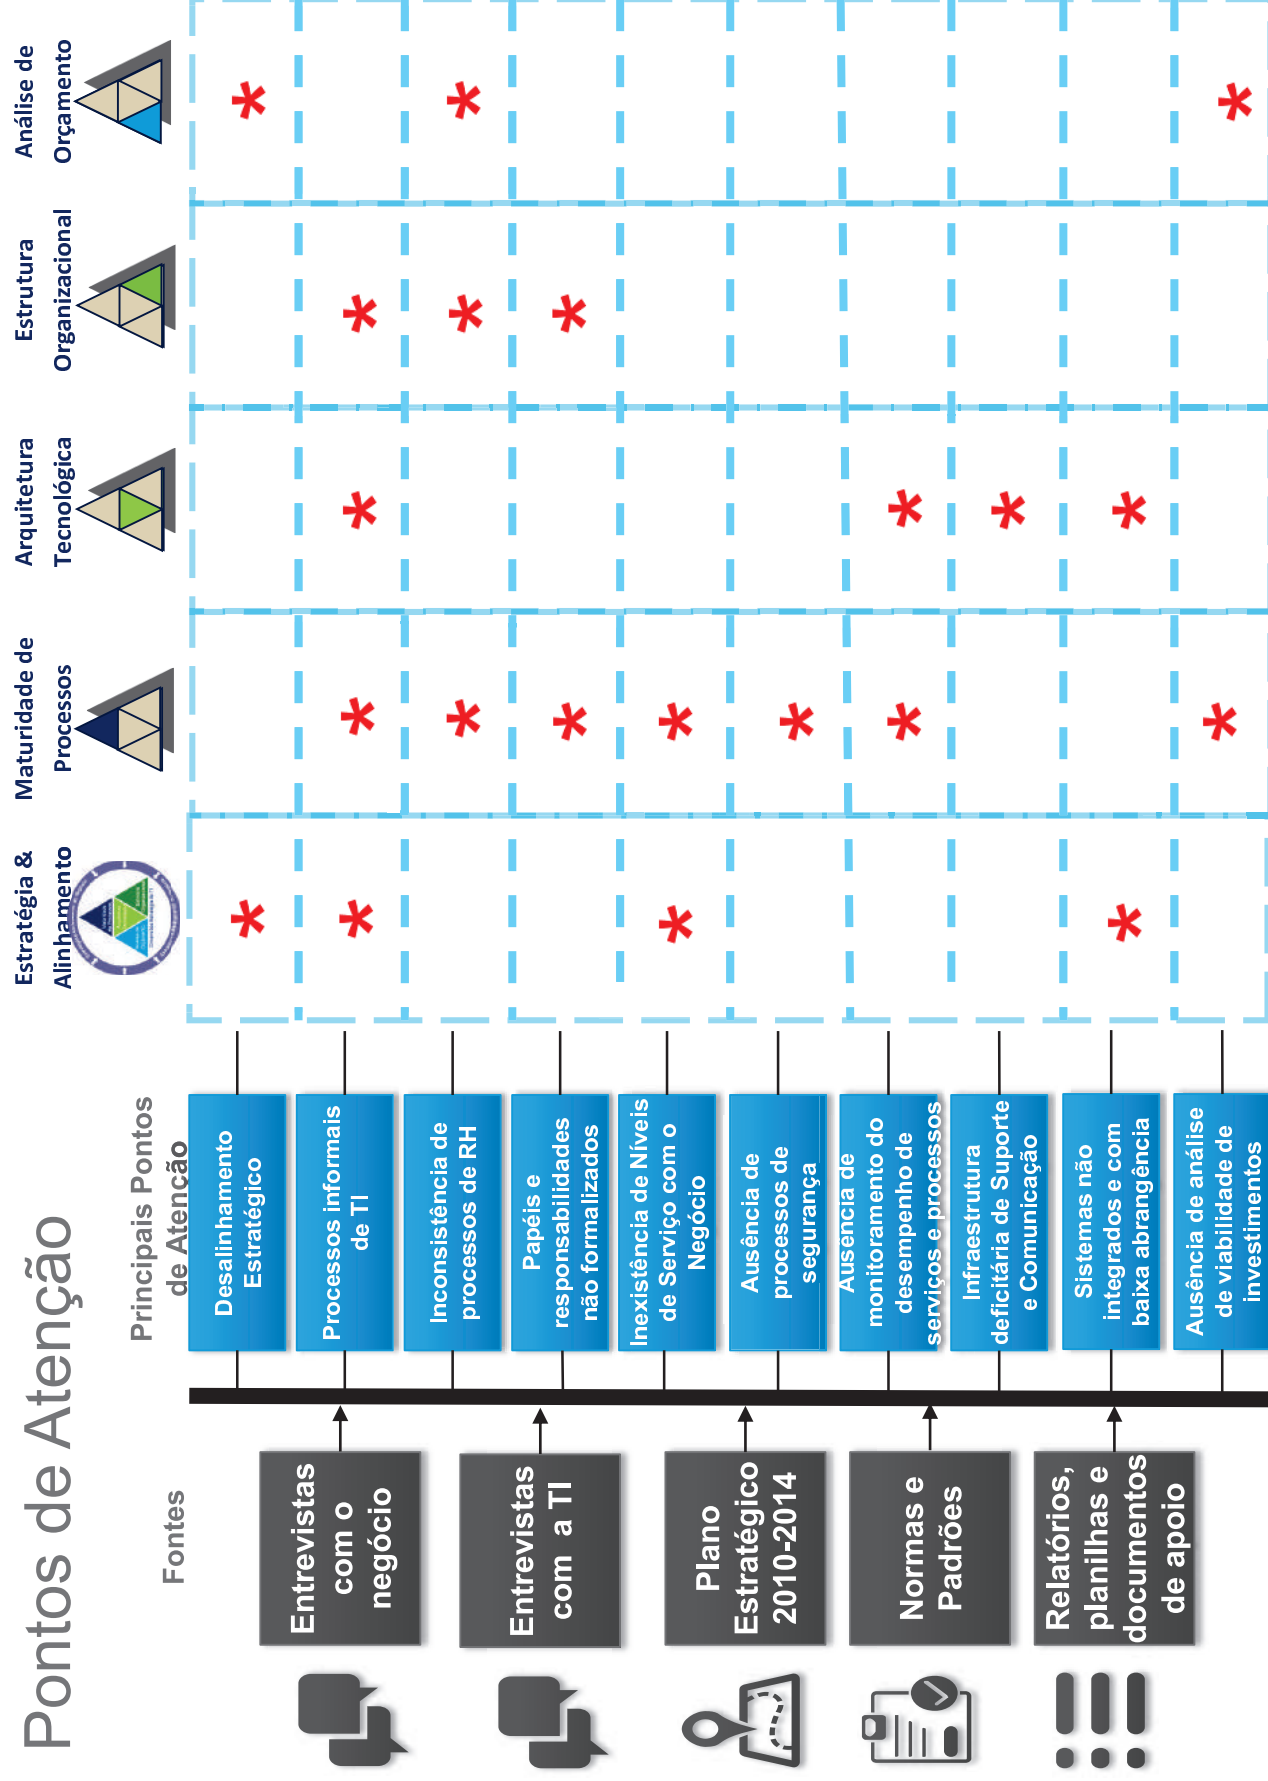 Pontos de Atenção
Fontes
Principais Pontos
de Atenção
Estratégia &
Alinhamento
Maturidade de
Processos
Arquitetura
Tecnológica
Estrutura
Organizacional
Análise de
Orçamento
Entrevistas
com o
negócio
Entrevistas
com a TI
Plano
Estratégico
2010-2014
Normas e
Padrões
Relatórios,
planilhas e
documentos
de apoio
Desalinhamento
Estratégico
Processos informais
de TI
Inconsistência de
processos de RH
Papéis e
responsabilidades
não formalizados
Inexistência de Níveis
de Serviço com o
Negócio
Ausência de
processos de
segurança
Ausência de
monitoramento do
desempenho de
serviços e processos
Infraestrutura
deficitária de Suporte
e Comunicação
Sistemas não
integrados e com
baixa abrangência
Ausência de análise
de viabilidade de
investimentos